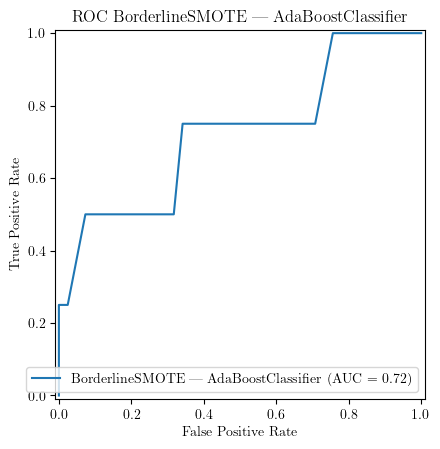 ROC BorderlineSMOTE — AdaBoostClassifier
1.0
0.8
0.6
0.4
0.2
0.0
True Positive Rate
BorderlineSMOTE — AdaBoostClassifier (AUC = 0.72)
0.0 0.2 0.4 0.6 0.8 1.0
False Positive Rate